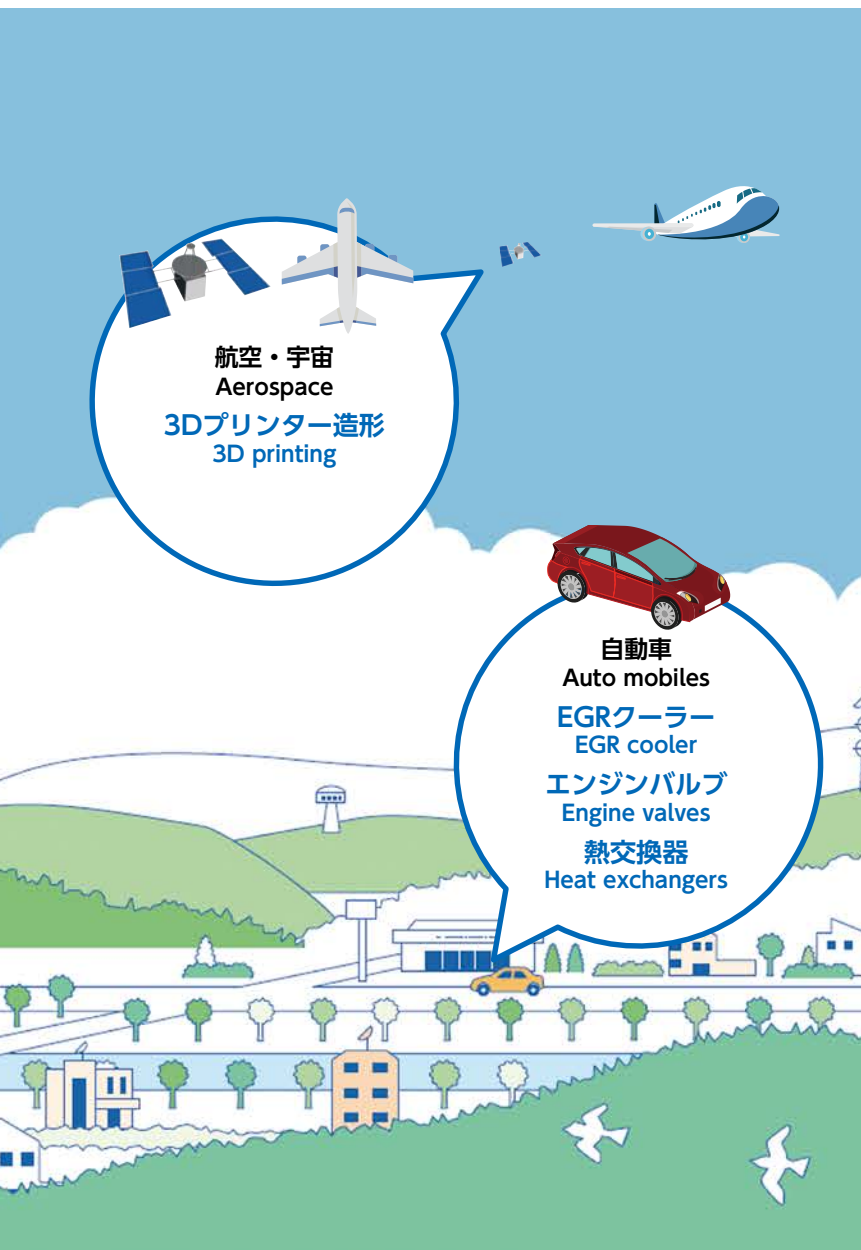 航空・宇宙
Aerospace
3Dプリンター造形
3D printing
自動車
Auto mobiles
EGRクーラー
EGR cooler
エンジンバルブ
Engine valves
熱交換器
Heat exchangers